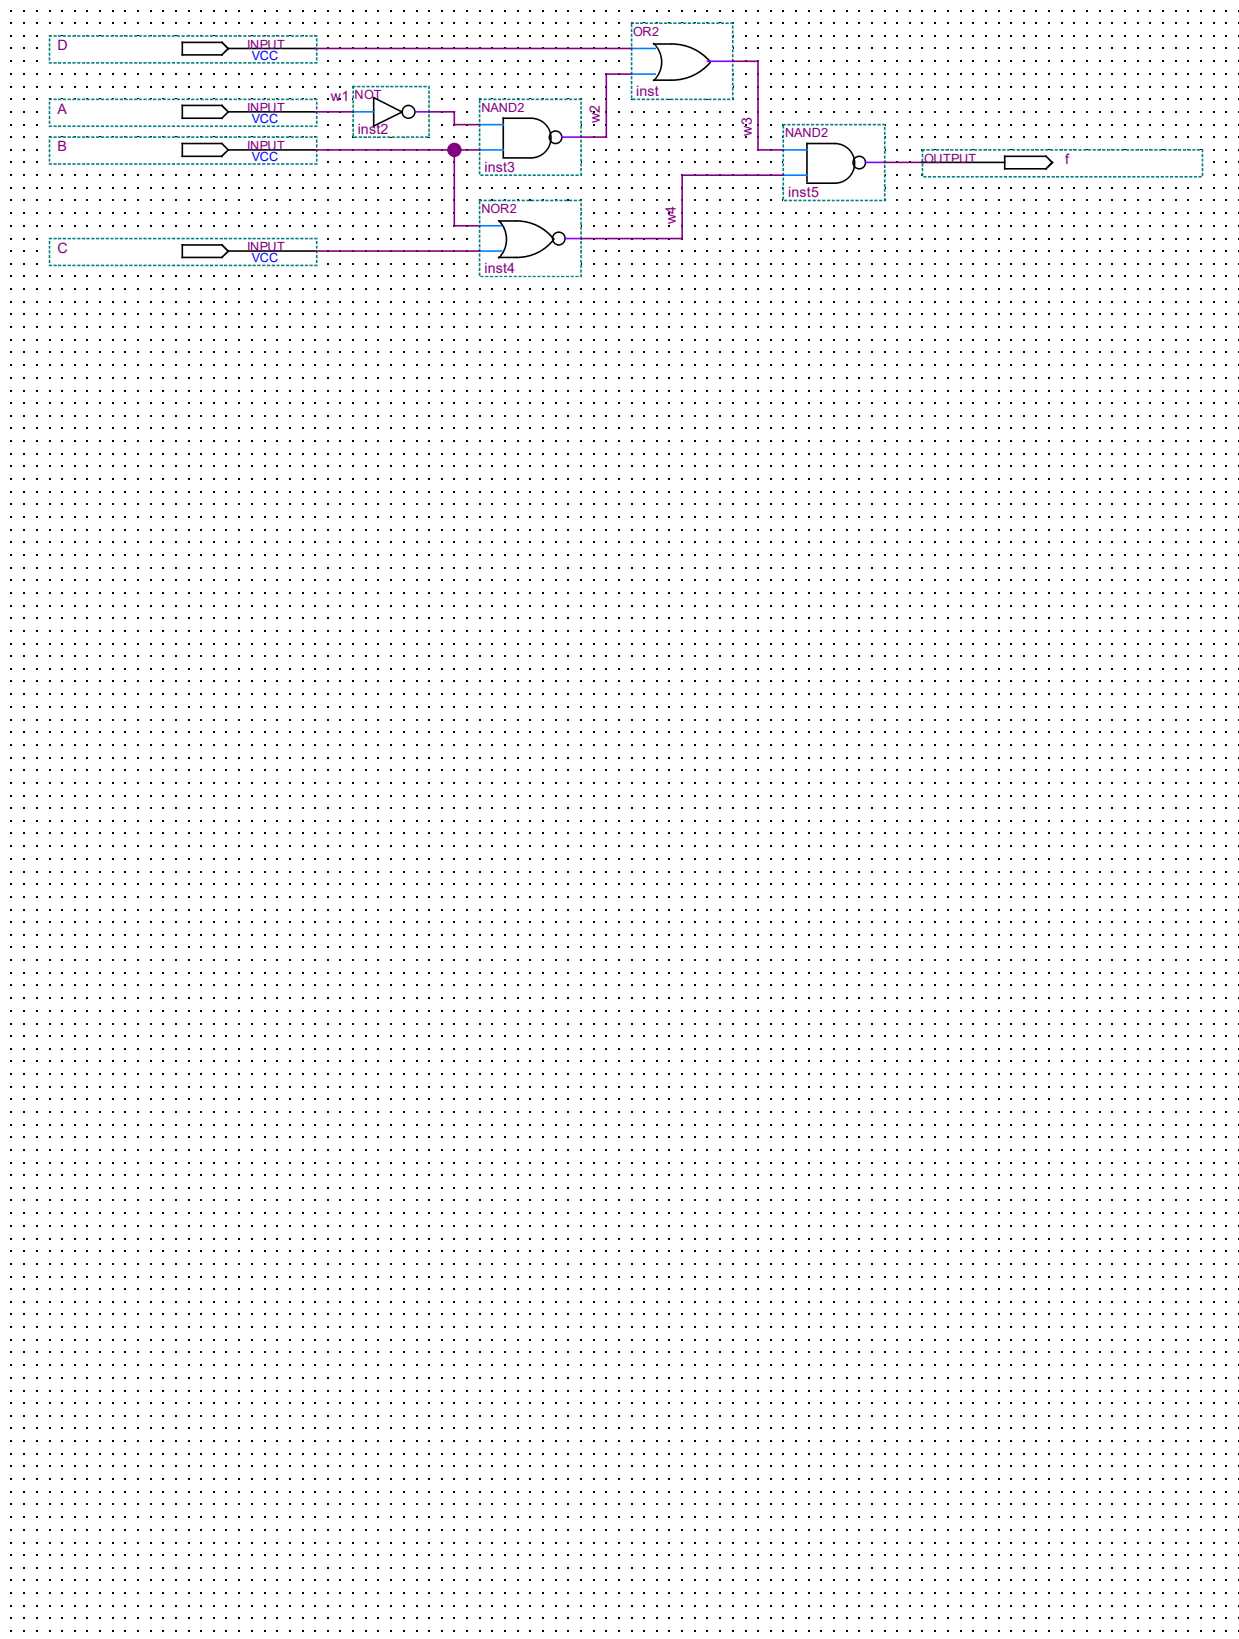 OR2
D
INPUT
VCC
inst
w1
NOT
A
INPUT
VCC
inst2
NAND2
w2
B
INPUT
VCC
inst3
w3
NAND2
OUTPUT
f
inst5
NOR2
w4
C
INPUT
VCC
inst4